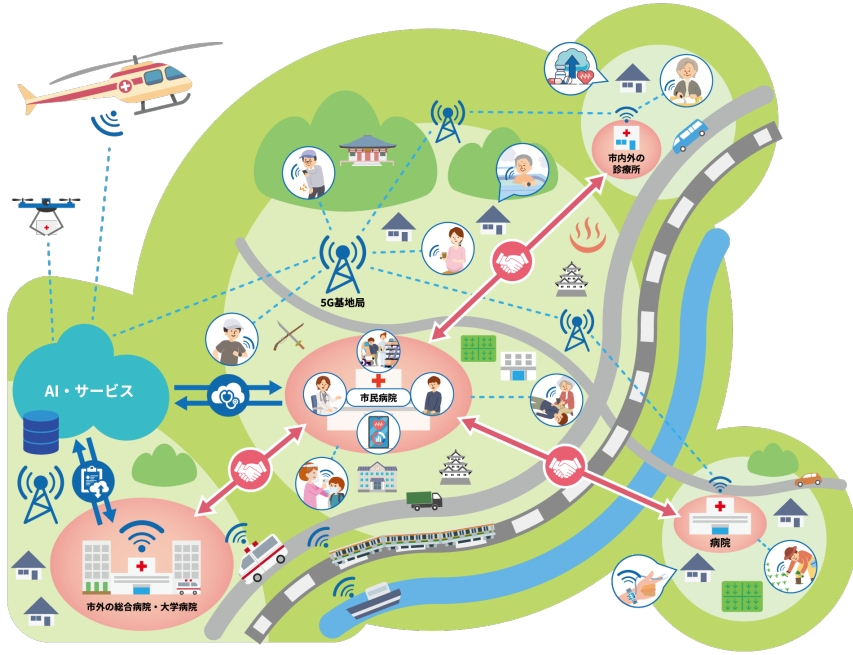 市内外の
診療所
5G基地局
AI・サービス
市民病院
病院
市外の総合病院・大学病院